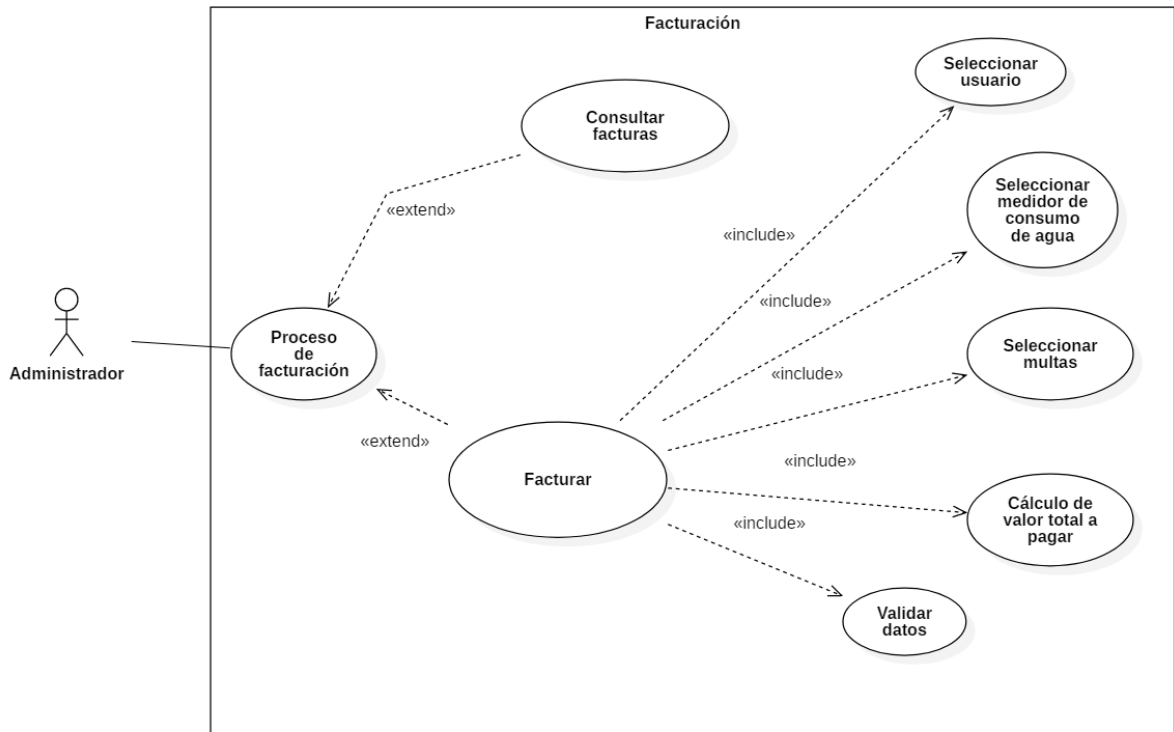 Facturación
Seleccionar
usuario
Consultar
facturas
Seleccionar
medidor de
consumo
de agua
«extend»
«include»
«include»
Administrador
Proceso
de
facturación
Seleccionar
multas
«include»
«extend»
Facturar
«include»
Cálculo de
valor total a
pagar
«include»
Validar
datos